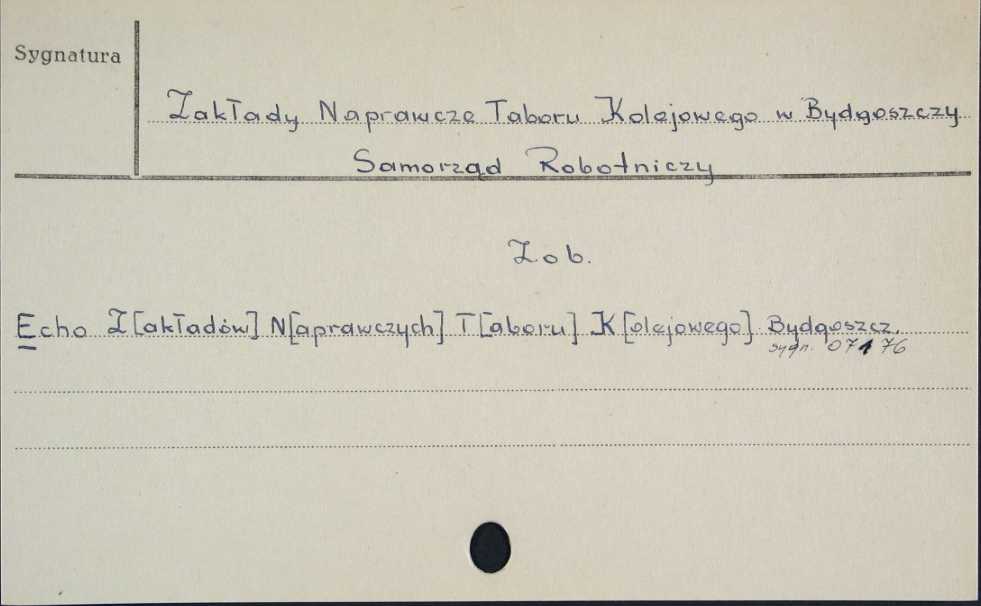 Sygnatura
Zakłady Naprawcze Taboru Kolejowego w Bydgoszczy
Samorząd Robotniczy
Zob.
Echo Z[akładów] N[aprawczych] T[aboru] K[olejowego] Bydgoszcz.
sygn. 07176